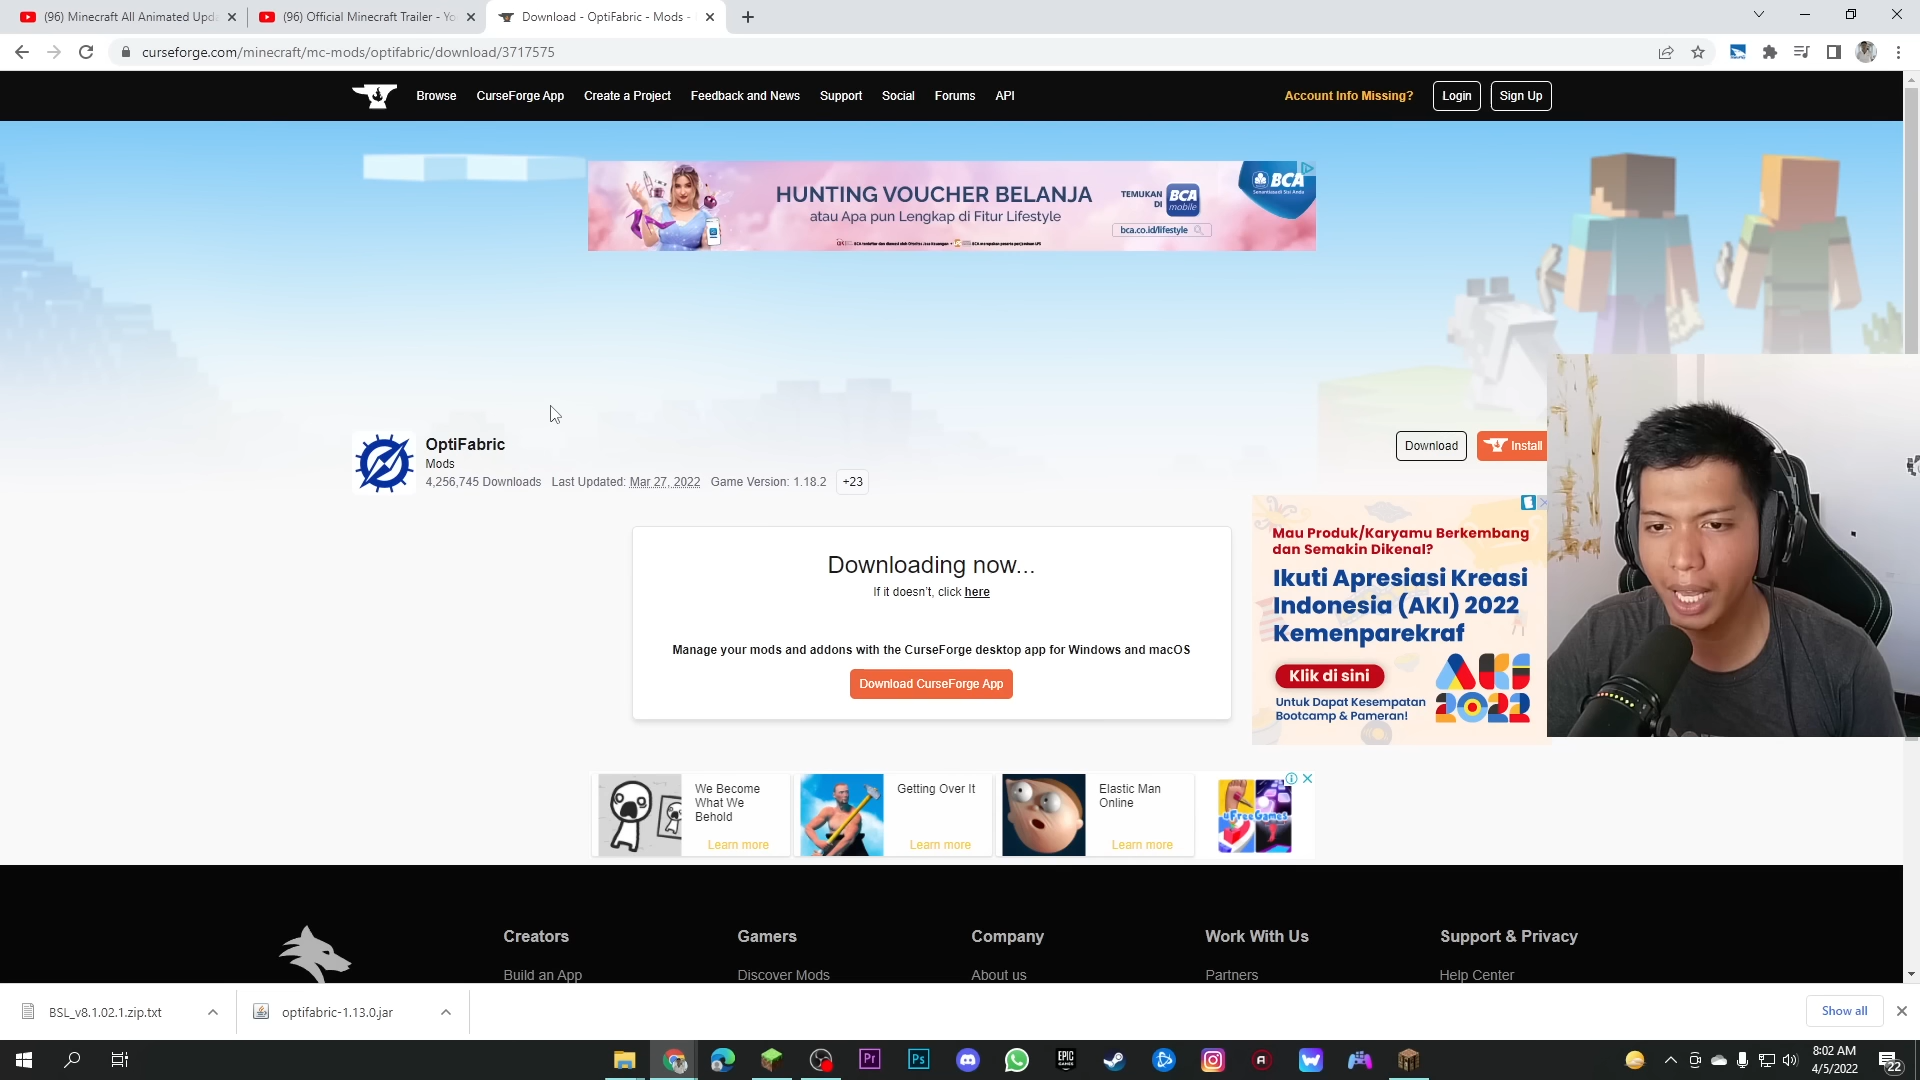 (96) Minecraft All Animated Upda
(96) Official Minecraft Trailer - Yo
Download - OptiFabric - Mods -
curseforge.com/minecraft/mc-mods/optifabric/download/3717575
Browse
CurseForge App
Create a Project
Feedback and News
Support
Social
Forums
API
Account Info Missing?
Login
Sign Up
HUNTING VOUCHER BELANJA
atau Apa pun Lengkap di Fitur Lifestyle
TEMUKAN
DI
BCA
mobile
bca.co.id/lifestyle
BCA
OptiFabric
Mods
4,256,745 Downloads Last Updated: Mar 27, 2022 Game Version: 1.18.2 +23
Download
Install
Downloading now...
If it doesn't, click here
Manage your mods and addons with the CurseForge desktop app for Windows and macOS
Download CurseForge App
Mau Produk/Karyamu Berkembang
dan Semakin Dikenal?
Ikuti Apresiasi Kreasi
Indonesia (AKI) 2022
Kemenparekraf
Klik di sini
Untuk Dapat Kesempatan
Bootcamp & Pameran!
AKI
2022
We Become
What We
Behold
Learn more
Getting Over It
Learn more
Elastic Man
Online
Learn more
uFreeGames
Creators
Gamers
Company
Work With Us
Support & Privacy
Build an App
Discover Mods
About us
Partners
Help Center
BSL_v8.1.02.1.zip.txt
optifabric-1.13.0.jar
Show all
Pr
Ps
EPIC
GAMES
8:02 AM
4/5/2022
22